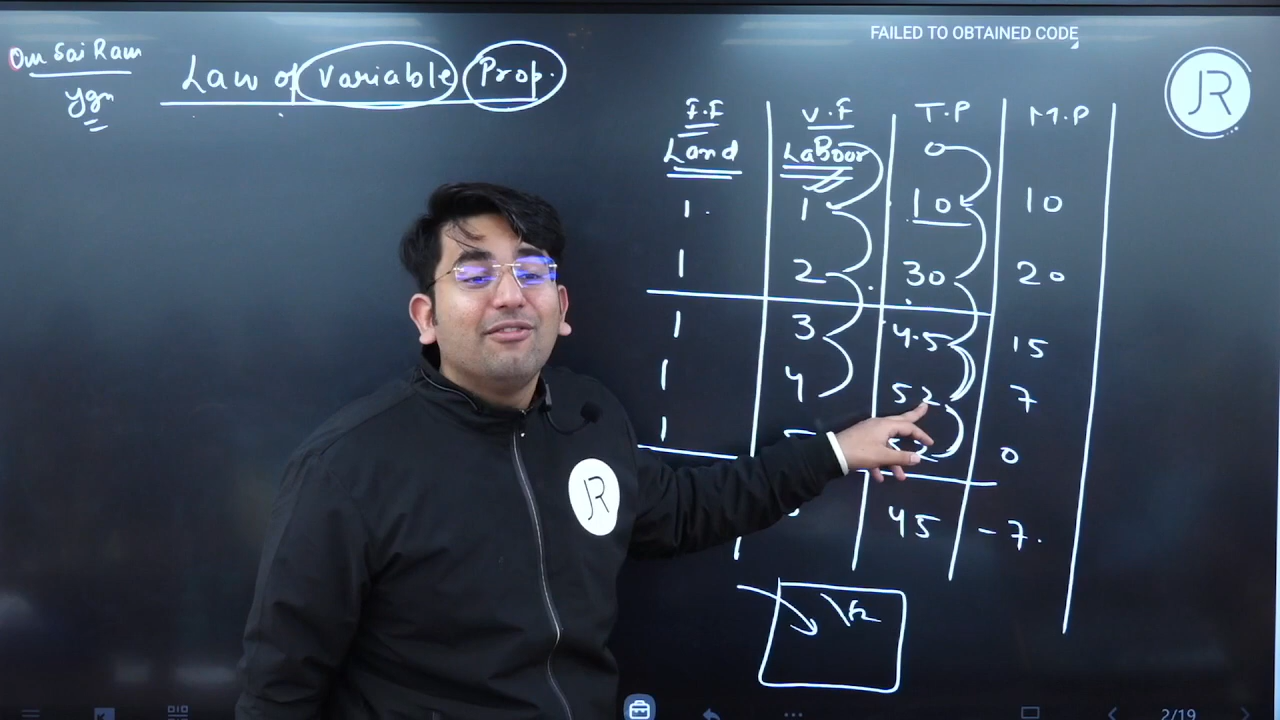 FAILED TO OBTAINED CODE
Om Sai Ram
Ygn
Law of Variable Prop.
JR
F.F V.F T.P M.P
Land Labour 0
1 1 10 10
1 2 30 20
1 3 45 15
1 4 52 7
1 52 0
45 -7
JR
2/19